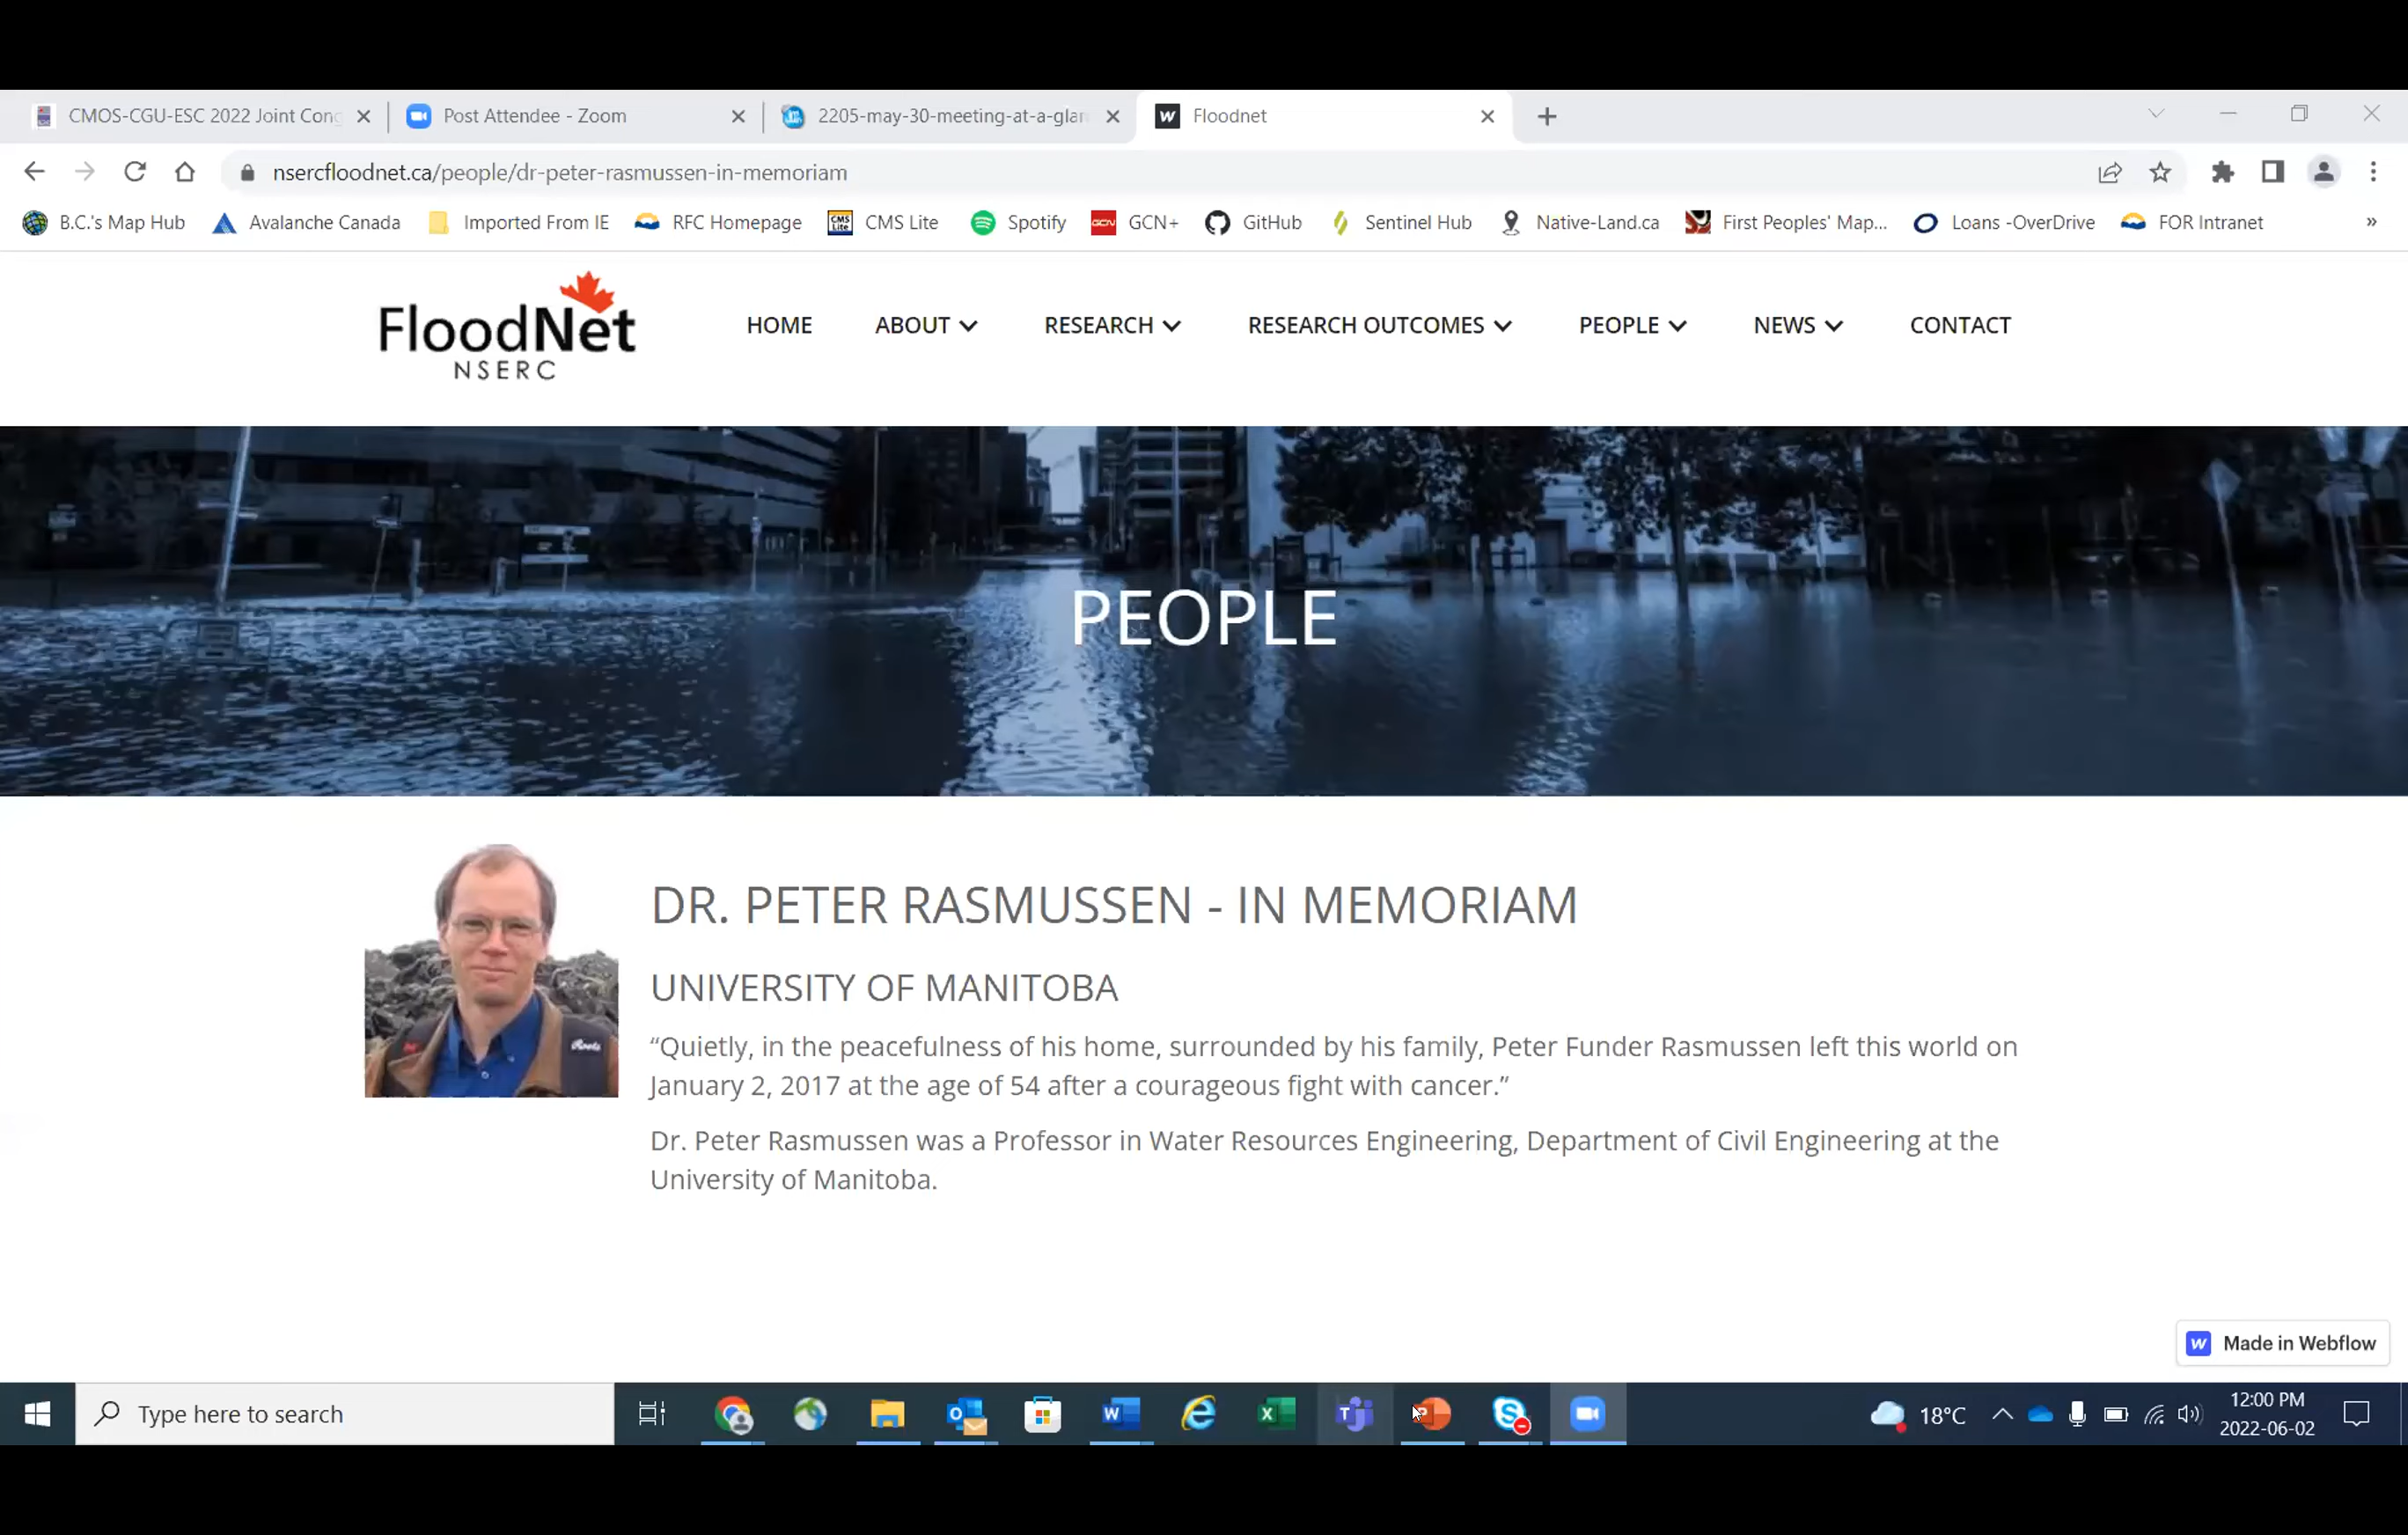 CMOS-CGU-ESC 2022 Joint Cong
Post Attendee - Zoom
2205-may-30-meeting-at-a-glan
Floodnet
nsercfloodnet.ca/people/dr-peter-rasmussen-in-memoriam
B.C.'s Map Hub
Avalanche Canada
Imported From IE
RFC Homepage
CMS Lite
CMS Lite
Spotify
GCN
GCN+
GitHub
Sentinel Hub
Native-Land.ca
First Peoples' Map...
Loans -OverDrive
FOR Intranet
»
FloodNet
NSERC
HOME
ABOUT
RESEARCH
RESEARCH OUTCOMES
PEOPLE
NEWS
CONTACT
PEOPLE
Roots
DR. PETER RASMUSSEN - IN MEMORIAM
UNIVERSITY OF MANITOBA
“Quietly, in the peacefulness of his home, surrounded by his family, Peter Funder Rasmussen left this world on
January 2, 2017 at the age of 54 after a courageous fight with cancer.”
Dr. Peter Rasmussen was a Professor in Water Resources Engineering, Department of Civil Engineering at the
University of Manitoba.
Made in Webflow
Type here to search
18°C
12:00 PM
2022-06-02